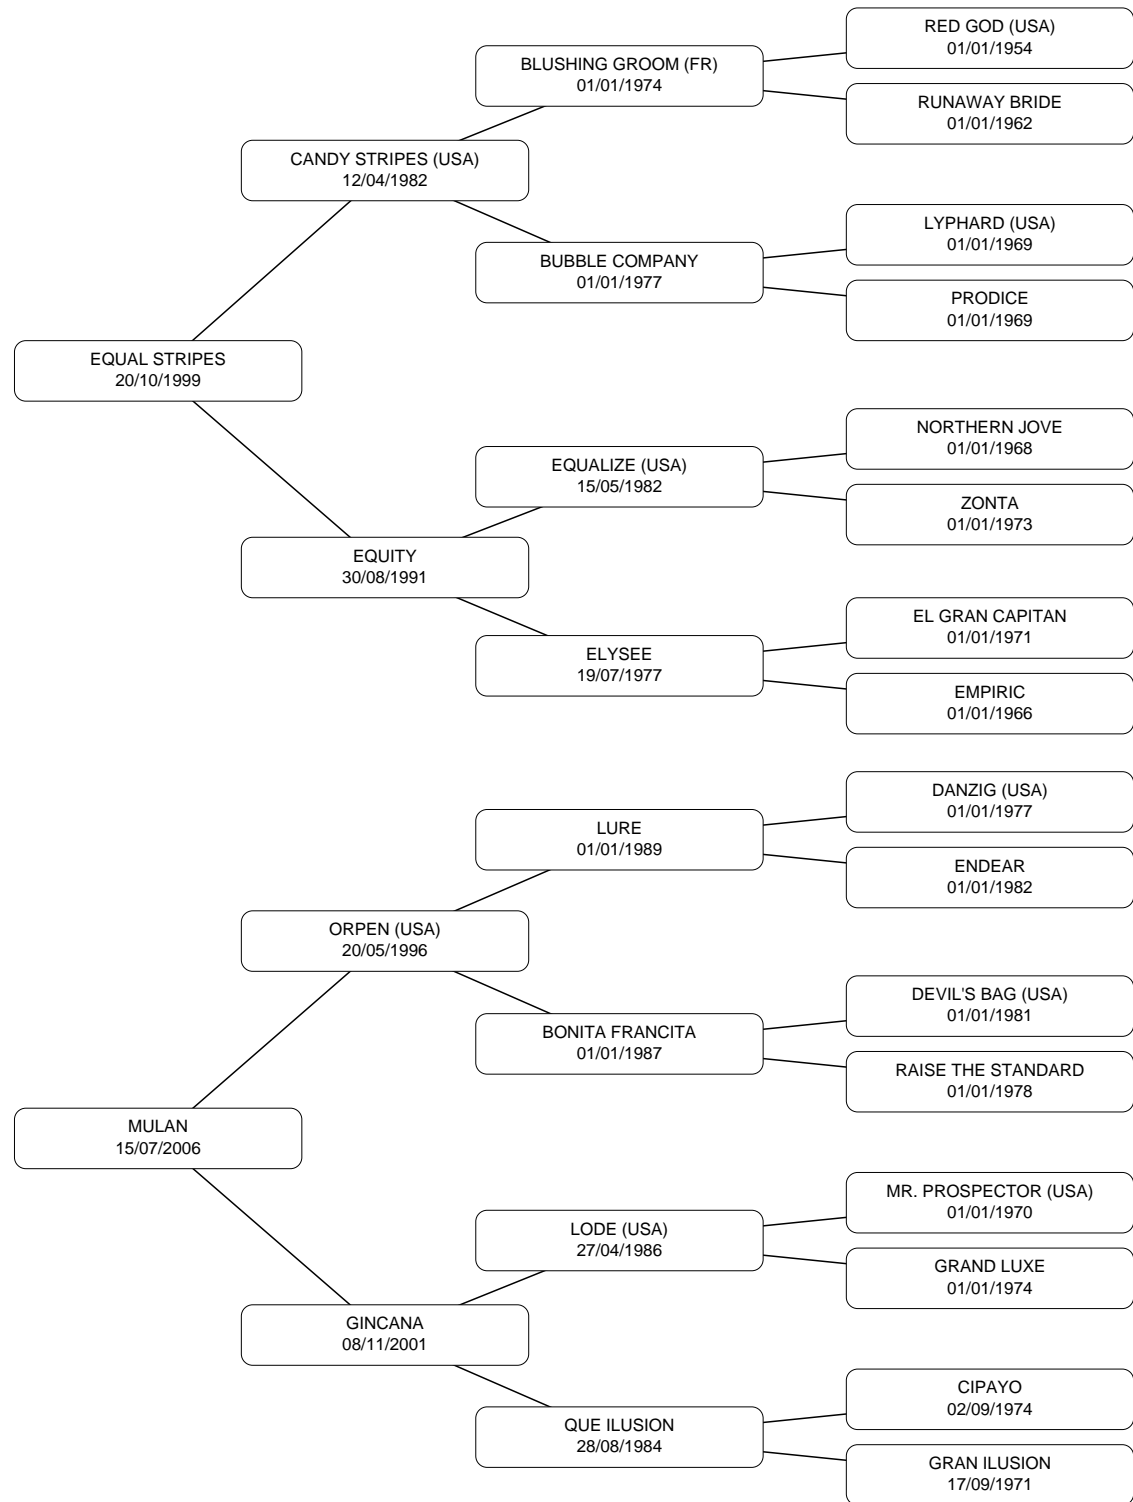 RED GOD (USA)
01/01/1954
BLUSHING GROOM (FR)
01/01/1974
RUNAWAY BRIDE
01/01/1962
CANDY STRIPES (USA)
12/04/1982
LYPHARD (USA)
01/01/1969
BUBBLE COMPANY
01/01/1977
PRODICE
01/01/1969
EQUAL STRIPES
20/10/1999
NORTHERN JOVE
01/01/1968
EQUALIZE (USA)
15/05/1982
ZONTA
01/01/1973
EQUITY
30/08/1991
EL GRAN CAPITAN
01/01/1971
ELYSEE
19/07/1977
EMPIRIC
01/01/1966
DANZIG (USA)
01/01/1977
LURE
01/01/1989
ENDEAR
01/01/1982
ORPEN (USA)
20/05/1996
DEVIL'S BAG (USA)
01/01/1981
BONITA FRANCITA
01/01/1987
RAISE THE STANDARD
01/01/1978
MULAN
15/07/2006
MR. PROSPECTOR (USA)
01/01/1970
LODE (USA)
27/04/1986
GRAND LUXE
01/01/1974
GINCANA
08/11/2001
CIPAYO
02/09/1974
QUE ILUSION
28/08/1984
GRAN ILUSION
17/09/1971